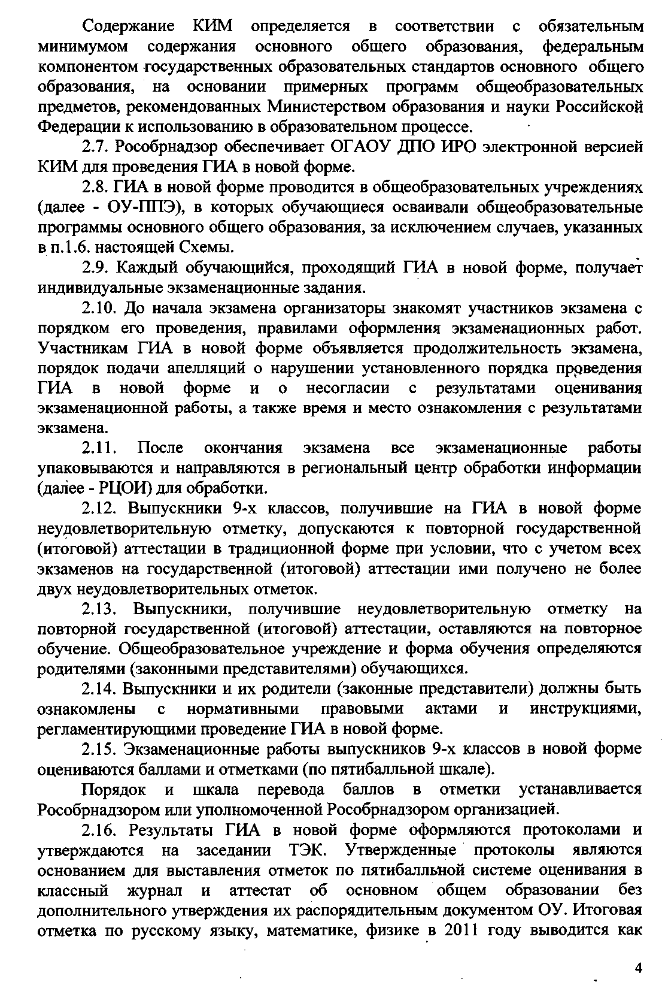 Содержание КИМ определяется в соответствии с обязательным
минимумом содержания основного общего образования, федеральным
компонентом государственных образовательных стандартов основного общего
образования, на основании примерных программ общеобразовательных
предметов, рекомендованных Министерством образования и науки Российской
Федерации к использованию в образовательном процессе.
2.7. Рособрнадзор обеспечивает ОГАОУ ДПО ИРО электронной версией
КИМ для проведения ГИА в новой форме.
2.8. ГИА в новой форме проводится в общеобразовательных учреждениях
(далее - ОУ-ППЭ), в которых обучающиеся осваивали общеобразовательные
программы основного общего образования, за исключением случаев, указанных
в п.1.6. настоящей Схемы.
2.9. Каждый обучающийся, проходящий ГИА в новой форме, получает
индивидуальные экзаменационные задания.
2.10. До начала экзамена организаторы знакомят участников экзамена с
порядком его проведения, правилами оформления экзаменационных работ.
Участникам ГИА в новой форме объявляется продолжительность экзамена,
порядок подачи апелляций о нарушении установленного порядка проведения
ГИА в новой форме и о несогласии с результатами оценивания
экзаменационной работы, а также время и место ознакомления с результатами
экзамена.
2.11. После окончания экзамена все экзаменационные работы
упаковываются и направляются в региональный центр обработки информации
(далее - РЦОИ) для обработки.
2.12. Выпускники 9-х классов, получившие на ГИА в новой форме
неудовлетворительную отметку, допускаются к повторной государственной
(итоговой) аттестации в традиционной форме при условии, что с учетом всех
экзаменов на государственной (итоговой) аттестации ими получено не более
двух неудовлетворительных отметок.
2.13. Выпускники, получившие неудовлетворительную отметку на
повторной государственной (итоговой) аттестации, оставляются на повторное
обучение. Общеобразовательное учреждение и форма обучения определяются
родителями (законными представителями) обучающихся.
2.14. Выпускники и их родители (законные представители) должны быть
ознакомлены с нормативными правовыми актами и инструкциями,
регламентирующими проведение ГИА в новой форме.
2.15. Экзаменационные работы выпускников 9-х классов в новой форме
оцениваются баллами и отметками (по пятибалльной шкале).
Порядок и шкала перевода баллов в отметки устанавливается
Рособрнадзором или уполномоченной Рособрнадзором организацией.
2.16. Результаты ГИА в новой форме оформляются протоколами и
утверждаются на заседании ТЭК. Утвержденные протоколы являются
основанием для выставления отметок по пятибалльной системе оценивания в
классный журнал и аттестат об основном общем образовании без
дополнительного утверждения их распорядительным документом ОУ. Итоговая
отметка по русскому языку, математике, физике в 2011 году выводится как
4